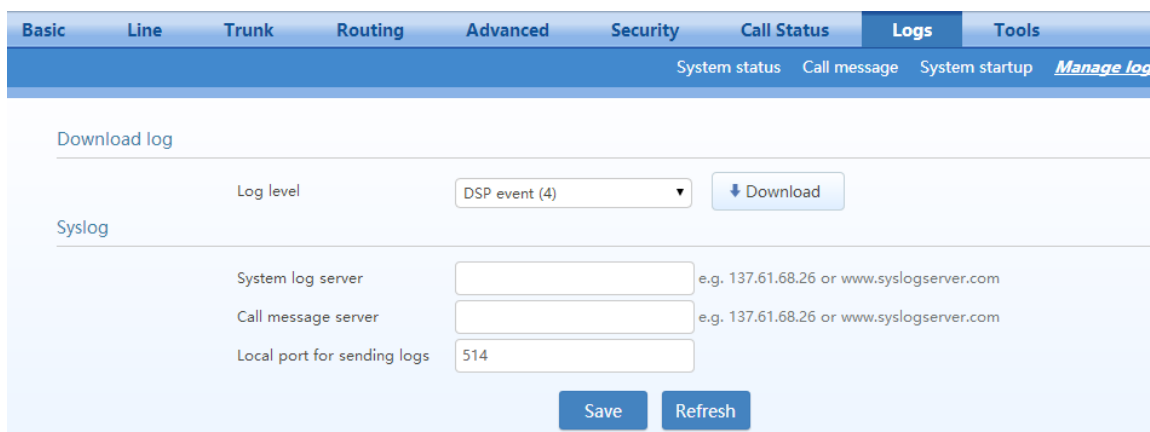 Basic Line Trunk Routing Advanced Security Call Status Logs Tools
System status Call message System startup Manage log
Download log
Log level DSP event (4) Download
Syslog
System log server e.g. 137.61.68.26 or www.syslogserver.com
Call message server e.g. 137.61.68.26 or www.syslogserver.com
Local port for sending logs 514
Save Refresh